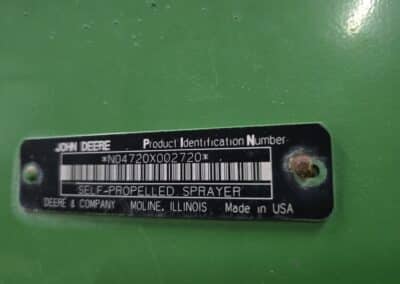 JOHN DEERE Product Identification Number
*N04720X002720*
SELF-PROPELLED SPRAYER
DEERE & COMPANY MOLINE, ILLINOIS Made in USA